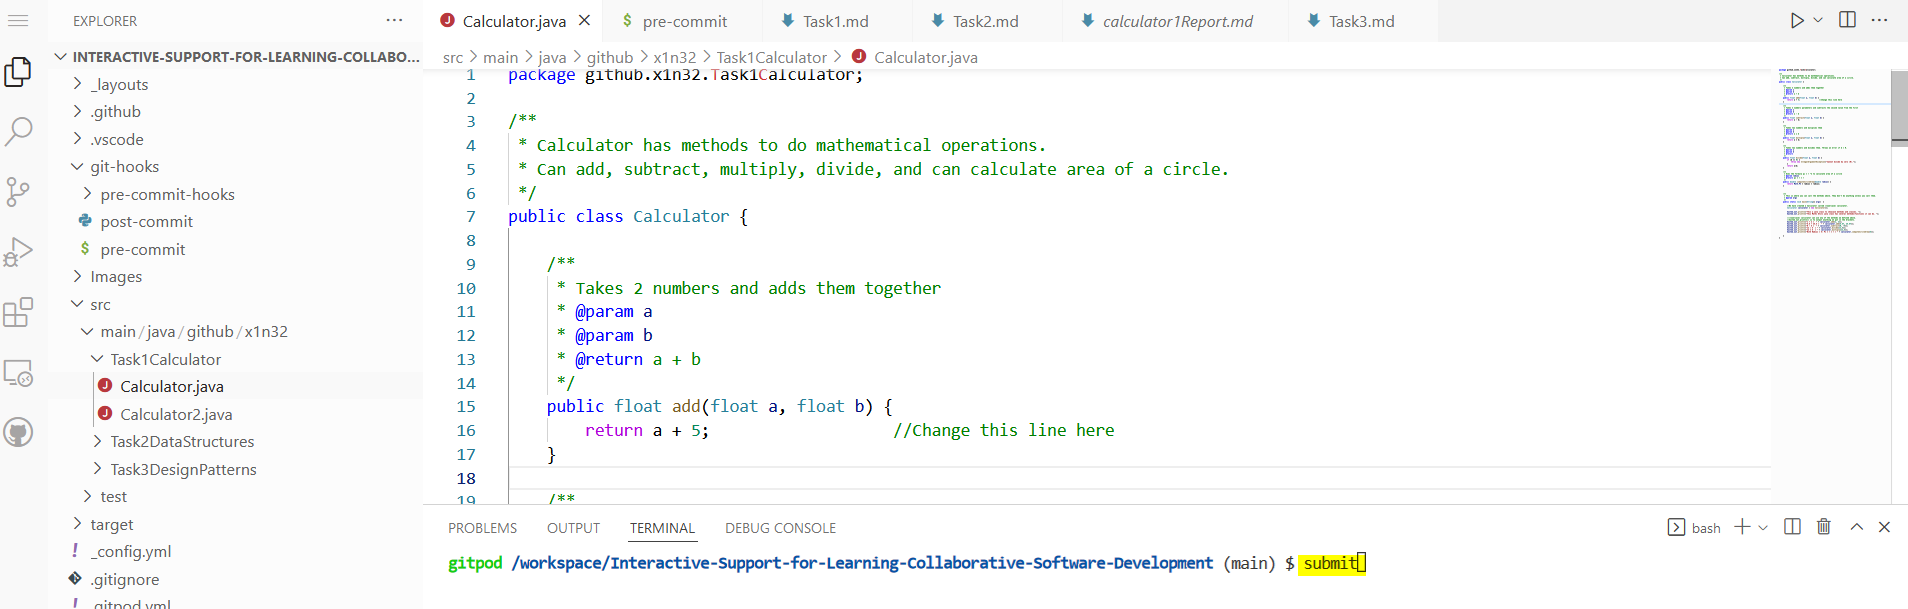 EXPLORER ···
INTERACTIVE-SUPPORT-FOR-LEARNING-COLLABO...
_layouts
.github
.vscode
git-hooks
pre-commit-hooks
post-commit
$ pre-commit
Images
src
main/java/github/x1n32
Task1Calculator
J Calculator.java
J Calculator2.java
Task2DataStructures
Task3DesignPatterns
test
target
! _config.yml
.gitignore
! .gitpod.yml
J Calculator.java $ pre-commit Task1.md Task2.md calculator1Report.md Task3.md
src > main > java > github > x1n32 > Task1Calculator > J Calculator.java
1 package github.x1n32.Task1Calculator;
2
3 /**
4 * Calculator has methods to do mathematical operations.
5 * Can add, subtract, multiply, divide, and can calculate area of a circle.
6 */
7 public class Calculator {
8
9 /**
10 * Takes 2 numbers and adds them together
11 * @param a
12 * @param b
13 * @return a + b
14 */
15 public float add(float a, float b) {
16 return a + 5; //Change this line here
17 }
18
19 /**
PROBLEMS OUTPUT TERMINAL DEBUG CONSOLE bash
gitpod /workspace/Interactive-Support-for-Learning-Collaborative-Software-Development (main) $ submit